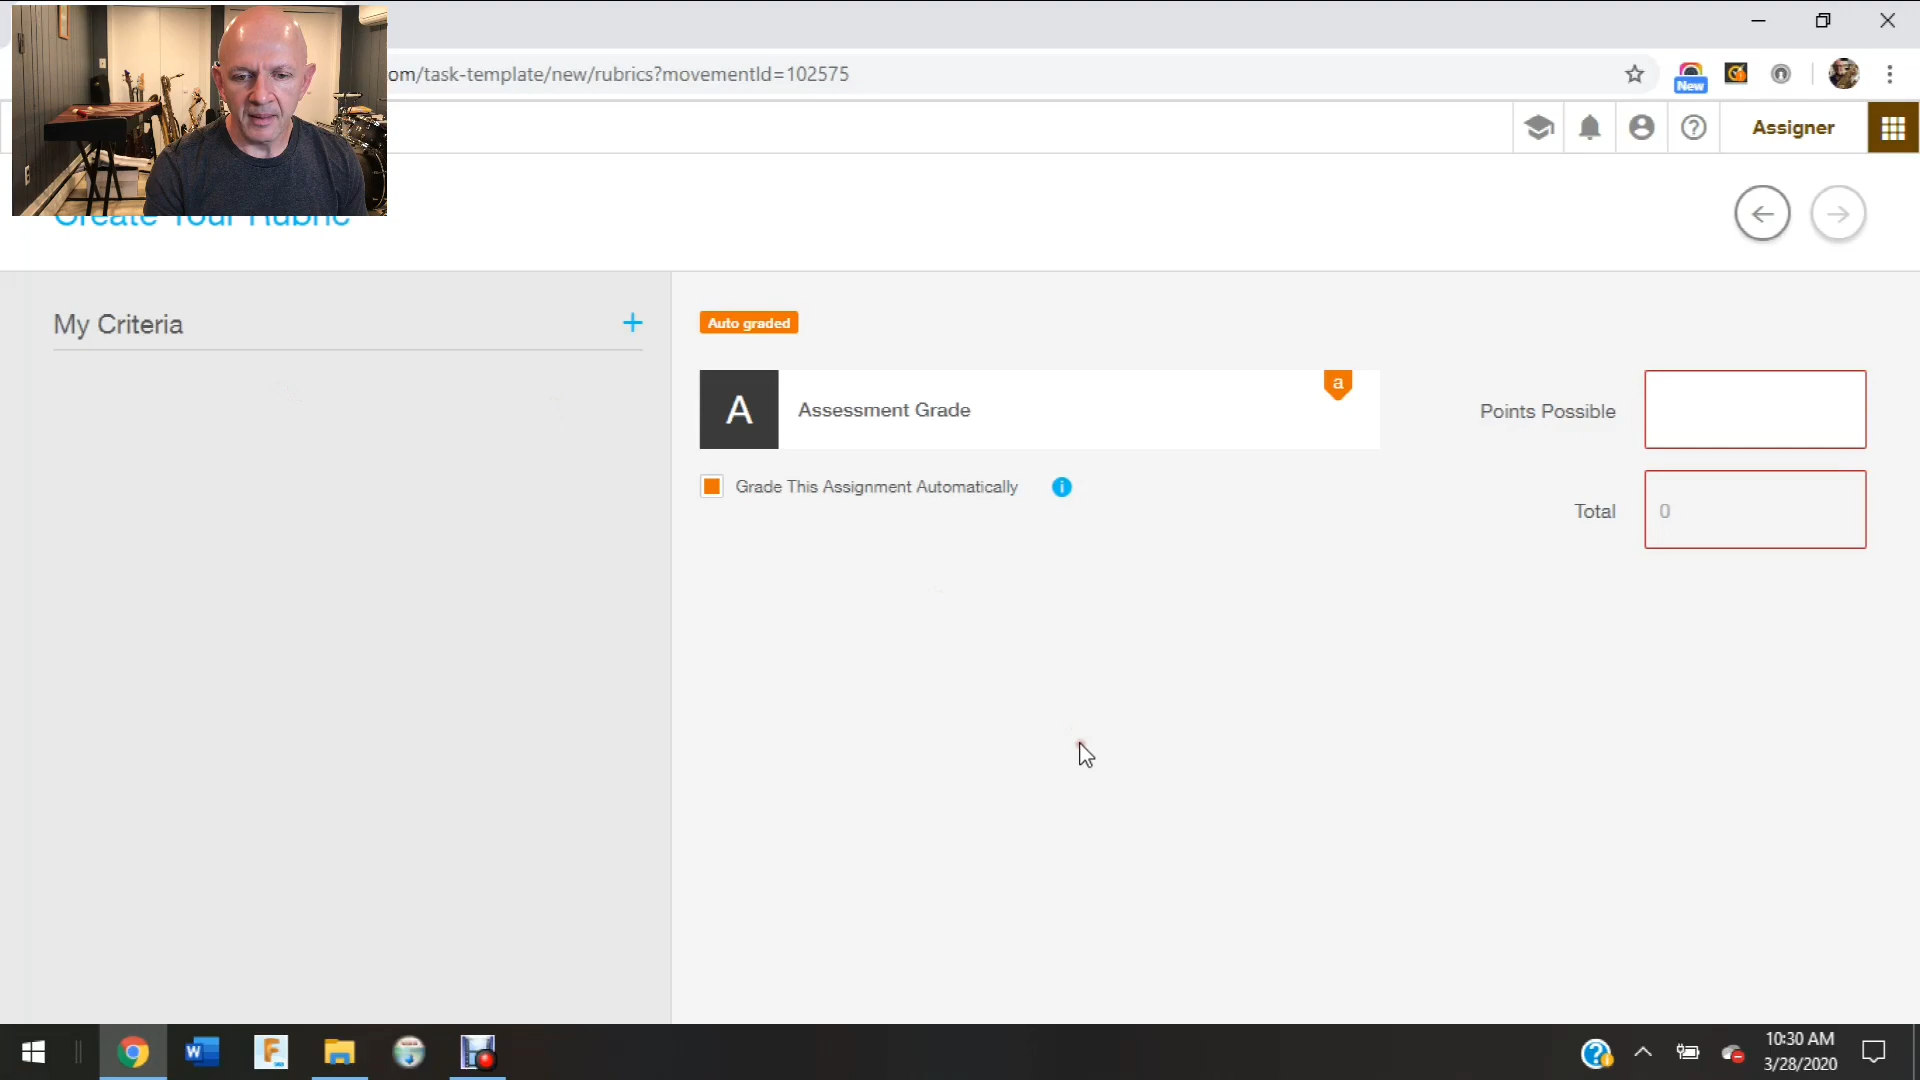 om/task-template/new/rubrics?movementId=102575
New
Assigner
Create Your Rubric
My Criteria
+
Auto graded
A
Assessment Grade
a
Points Possible
Grade This Assignment Automatically
i
Total
0
10:30 AM
3/28/2020